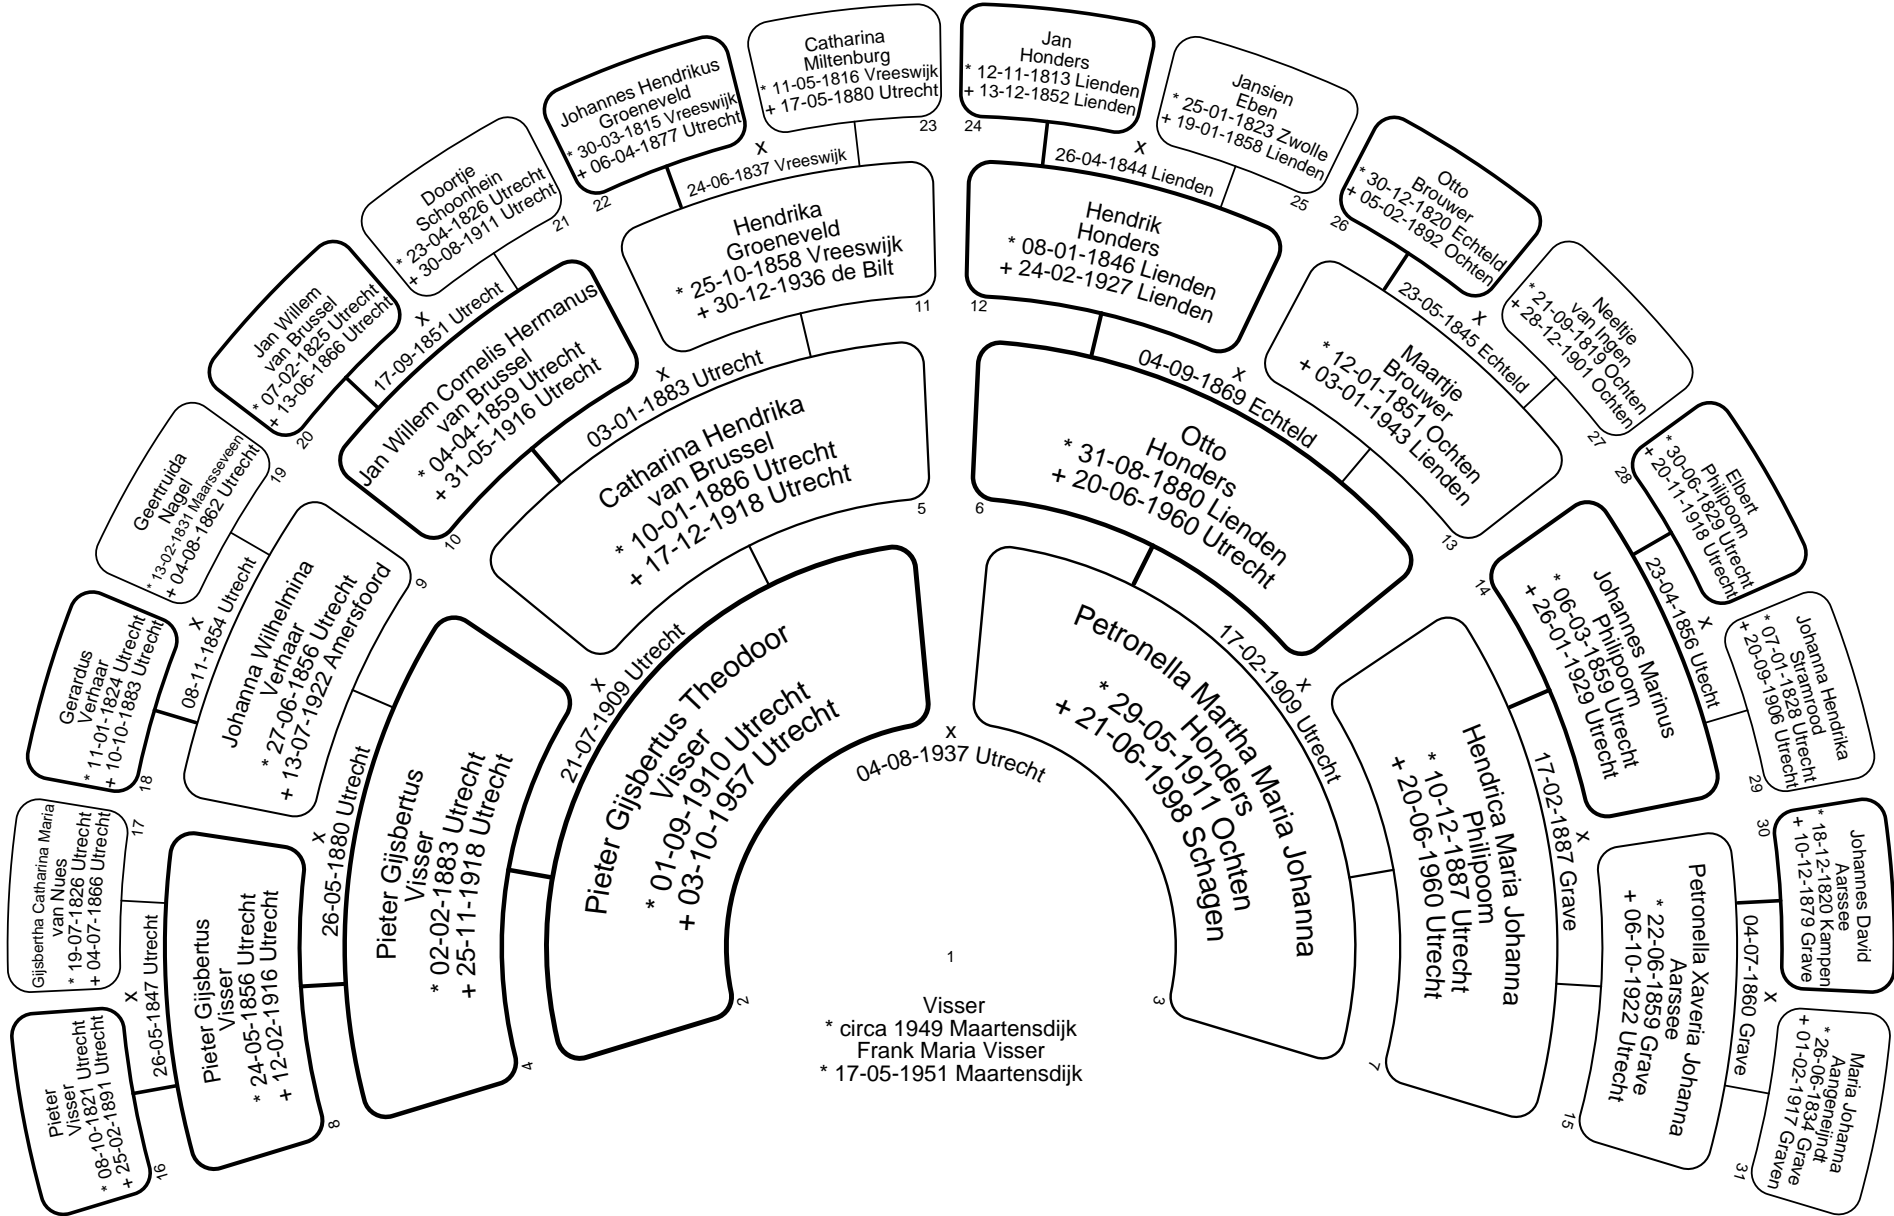 1
Visser
* circa 1949 Maartensdijk
Frank Maria Visser
* 17-05-1951 Maartensdijk
x
04-08-1937 Utrecht
Pieter Gijsbertus Theodoor
Visser
* 01-09-1910 Utrecht
+ 03-10-1957 Utrecht
2
Petronella Martha Maria Johanna
Honders
* 29-05-1911 Ochten
+ 21-06-1998 Schagen
3
x
21-07-1909 Utrecht
Pieter Gijsbertus
Visser
* 02-02-1883 Utrecht
+ 25-11-1918 Utrecht
4
Catharina Hendrika
van Brussel
* 10-01-1886 Utrecht
+ 17-12-1918 Utrecht
5
x
17-02-1909 Utrecht
Otto
Honders
* 31-08-1880 Lienden
+ 20-06-1960 Utrecht
6
Hendrica Maria Johanna
Philipoom
* 10-12-1887 Utrecht
+ 20-06-1960 Utrecht
7
x
26-05-1880 Utrecht
Pieter Gijsbertus
Visser
* 24-05-1856 Utrecht
+ 12-02-1916 Utrecht
8
Johanna Wilhelmina
Verhaar
* 27-06-1856 Utrecht
+ 13-07-1922 Amersfoord
9
x
03-01-1883 Utrecht
Jan Willem Cornelis Hermanus
van Brussel
* 04-04-1859 Utrecht
+ 31-05-1916 Utrecht
10
Hendrika
Groeneveld
* 25-10-1858 Vreeswijk
+ 30-12-1936 de Bilt
11
x
04-09-1869 Echteld
Hendrik
Honders
* 08-01-1846 Lienden
+ 24-02-1927 Lienden
12
Maartje
Brouwer
* 12-01-1851 Ochten
+ 03-01-1943 Lienden
13
x
17-02-1887 Grave
Johannes Marinus
Philipoom
* 06-03-1859 Utrecht
+ 26-01-1929 Utrecht
14
Petronella Xaveria Johanna
Aarssee
* 22-06-1859 Grave
+ 06-10-1922 Utrecht
15
x
26-05-1847 Utrecht
Pieter
Visser
* 08-10-1821 Utrecht
+ 25-02-1891 Utrecht
16
Gijsbertha Catharina Maria
van Nues
* 19-07-1826 Utrecht
+ 04-07-1866 Utrecht
17
x
08-11-1854 Utrecht
Gerardus
Verhaar
* 11-01-1824 Utrecht
+ 10-10-1883 Utrecht
18
Geertruida
Nagel
* 13-02-1831 Maarsseveen
+ 04-08-1862 Utrecht
19
x
17-09-1851 Utrecht
Jan Willem
van Brussel
* 07-02-1825 Utrecht
+ 13-06-1866 Utrecht
20
Doortje
Schoonhein
* 23-04-1826 Utrecht
+ 30-08-1911 Utrecht
21
x
24-06-1837 Vreeswijk
Johannes Hendrikus
Groeneveld
* 30-03-1815 Vreeswijk
+ 06-04-1877 Utrecht
22
Catharina
Miltenburg
* 11-05-1816 Vreeswijk
+ 17-05-1880 Utrecht
23
x
26-04-1844 Lienden
Jan
Honders
* 12-11-1813 Lienden
+ 13-12-1852 Lienden
24
Jansien
Eben
* 25-01-1823 Zwolle
+ 19-01-1858 Lienden
25
x
23-05-1845 Echteld
Otto
Brouwer
* 30-12-1820 Echteld
+ 05-02-1892 Ochten
26
Neeltje
van Ingen
* 21-09-1819 Ochten
+ 28-12-1901 Ochten
27
x
23-04-1856 Utecht
Elbert
Philipoom
* 30-06-1829 Utrecht
+ 20-11-1918 Utrecht
28
Johanna Hendrika
Stramrood
* 07-01-1828 Utrecht
+ 20-09-1906 Utrecht
29
x
04-07-1860 Grave
Johannes David
Aarssee
* 18-12-1820 Kampen
+ 10-12-1879 Grave
30
Maria Johanna
Aangeneijndt
* 26-06-1834 Grave
+ 01-02-1917 Graven
31